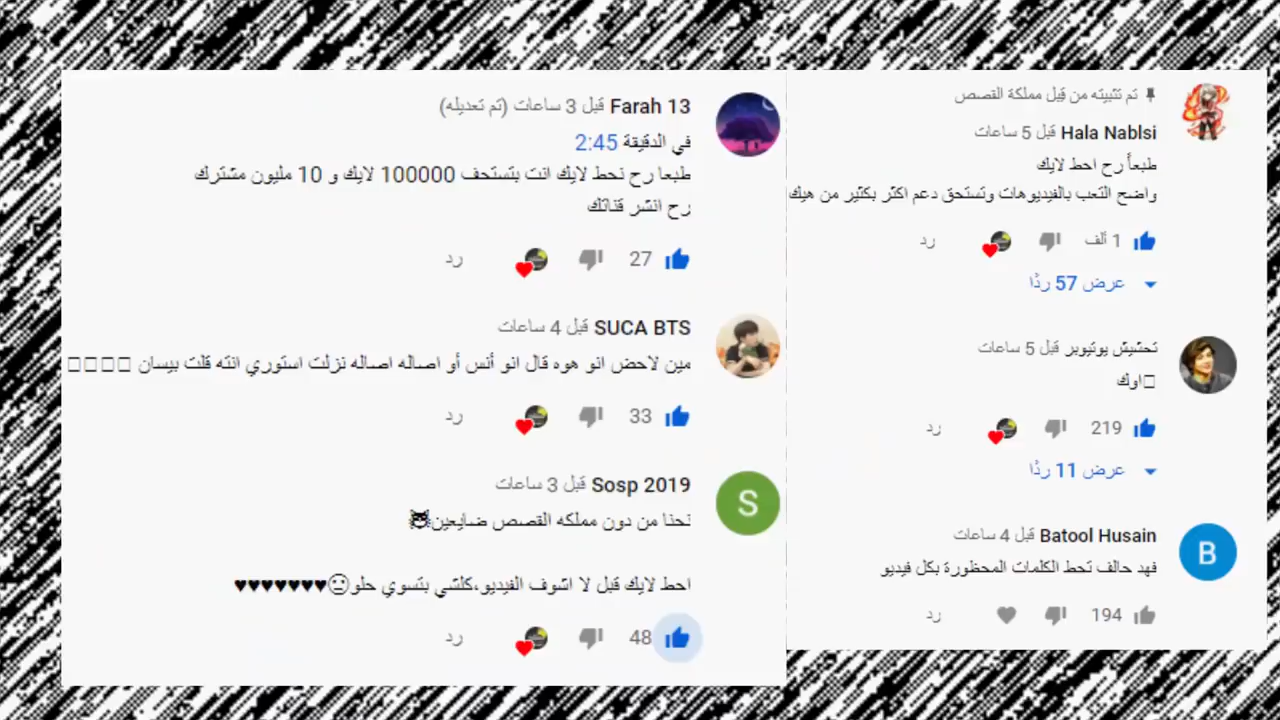 تم تثبيته من قبل مملكة القصص
Hala Nablsi قبل 5 ساعات
طبعاً رح احط لايك
واضح التعب بالفيديوهات وتستحق دعم اكثر بكثير من هيك
1 ألف
رد
عرض 57 ردًا
تحشيش يوتيوبر قبل 5 ساعات
اوك
219
رد
عرض 11 ردًا
Batool Husain قبل 4 ساعات
فهد حالف تحط الكلمات المحظورة بكل فيديو
194
رد
Farah 13 قبل 3 ساعات (تم تعديله)
في الدقيقة 2:45
طبعا رح نحط لايك انت بتستحف 100000 لايك و 10 مليون مشترك
رح انشر قناتك
27
رد
SUCA BTS قبل 4 ساعات
مين لاحض انو هوه قال انو أنس أو اصاله اصاله نزلت استوري انته قلت بيسان
33
رد
S
Sosp 2019 قبل 3 ساعات
نحنا من دون مملكه القصص ضايعين😈
احط لايك قبل لا اشوف الفيديو،كلشي بتسوي حلو😐♥♥♥♥♥♥♥
48
رد
B